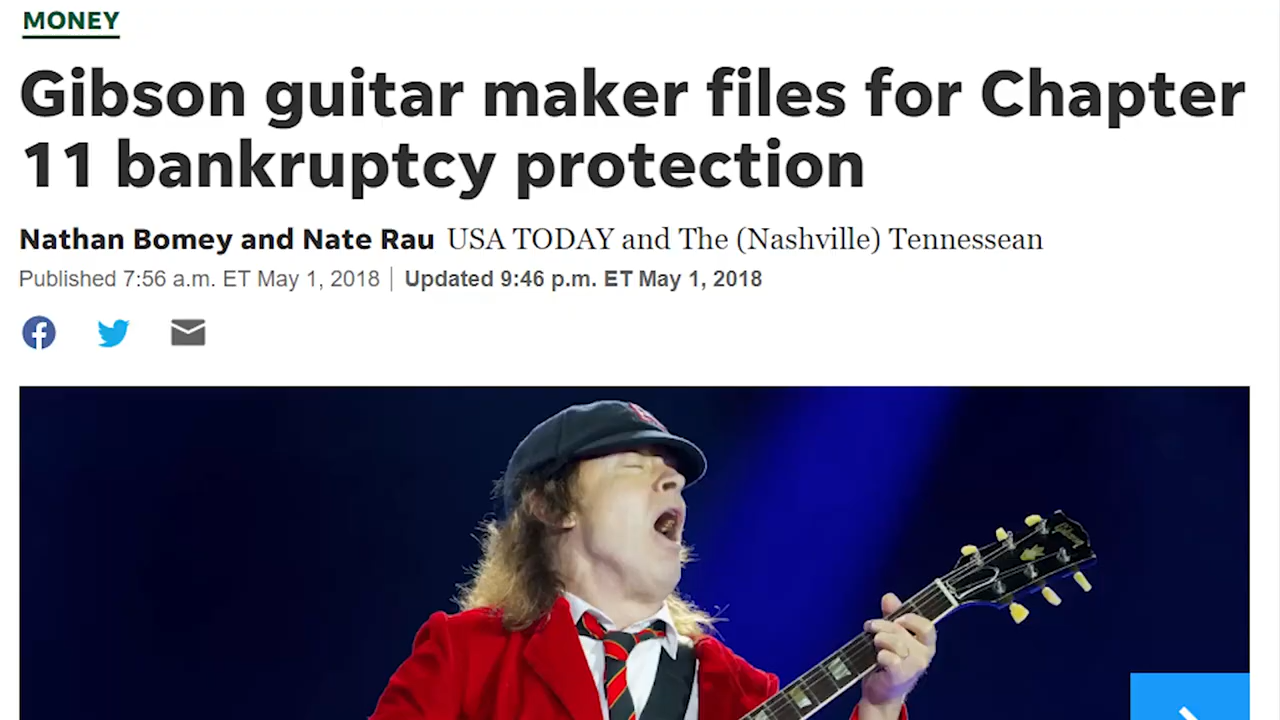 MONEY
Gibson guitar maker files for Chapter
11 bankruptcy protection
Nathan Bomey and Nate Rau USA TODAY and The (Nashville) Tennessean
Published 7:56 a.m. ET May 1, 2018 | Updated 9:46 p.m. ET May 1, 2018
Gibson